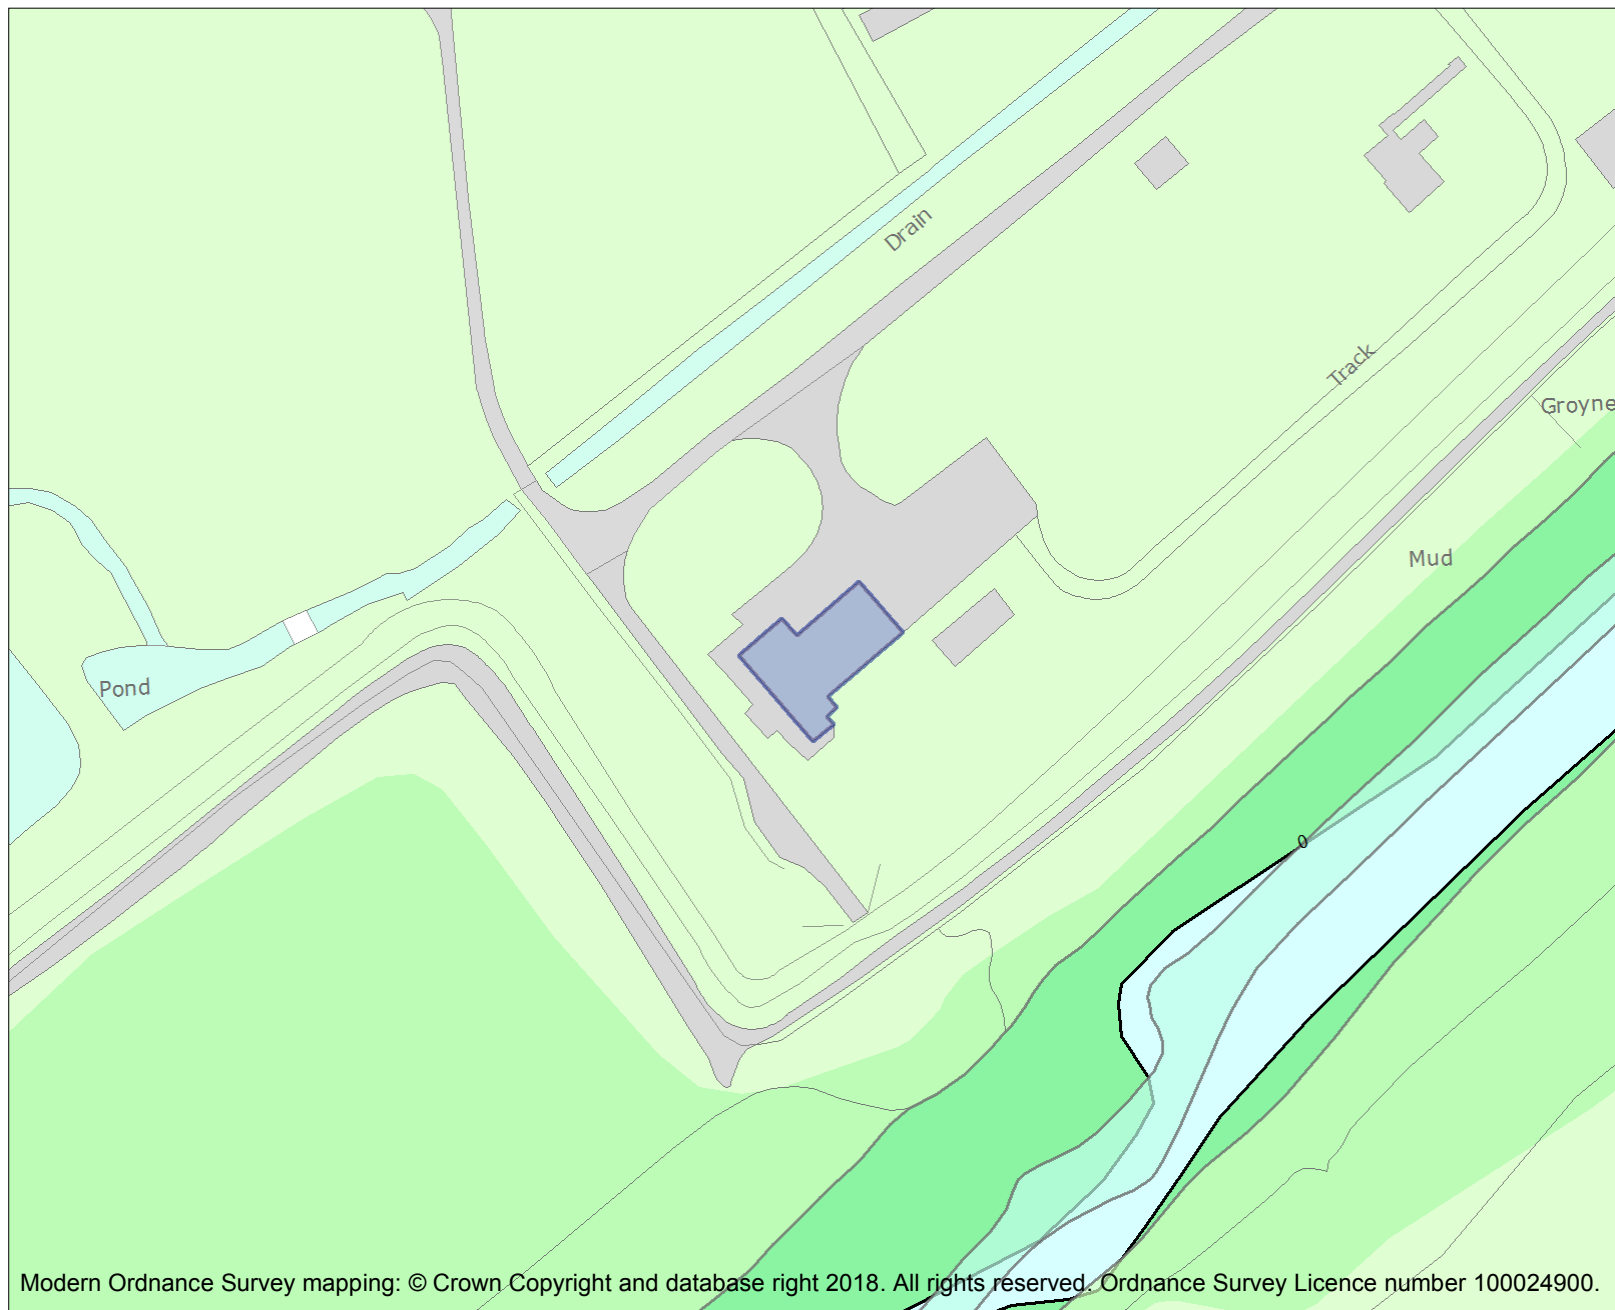 Drain
Track
Groyne
Mud
Pond
0
Modern Ordnance Survey mapping: © Crown Copyright and database right 2018. All rights reserved. Ordnance Survey Licence number 100024900.